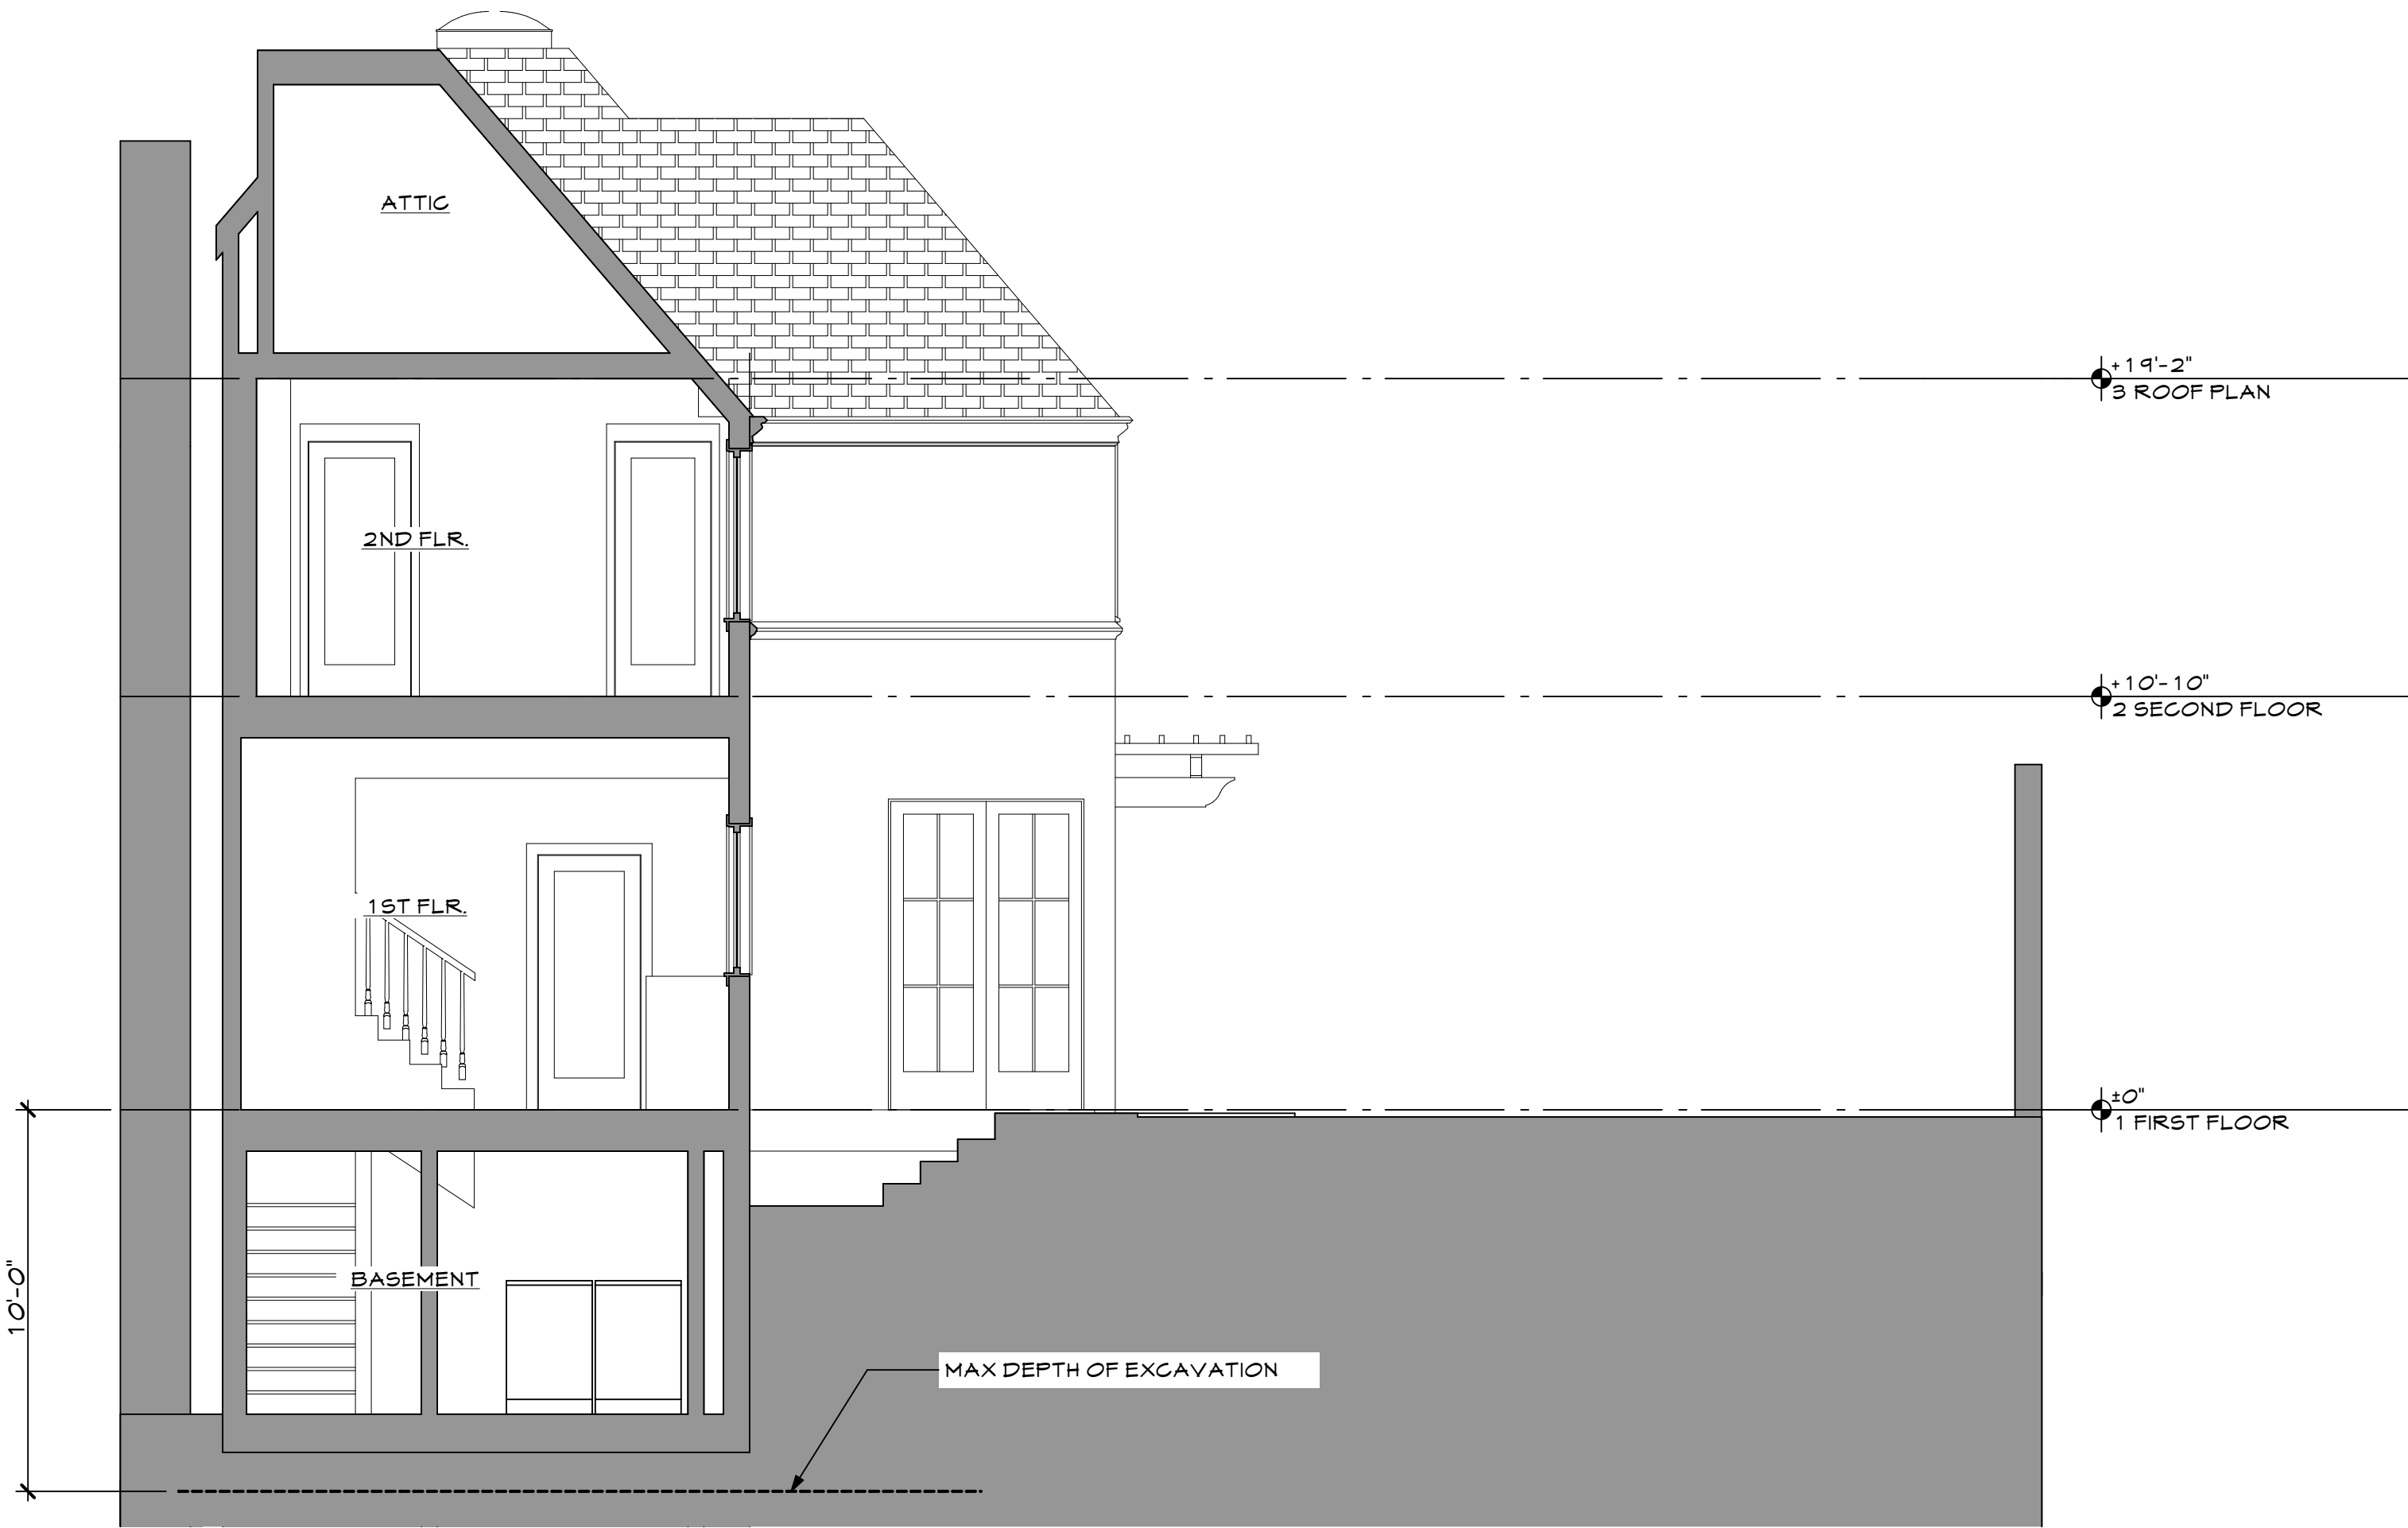 ATTIC
+19'-2"
3 ROOF PLAN
2ND FLR.
+10'-10"
2 SECOND FLOOR
1ST FLR.
±0"
1 FIRST FLOOR
10'-0"
BASEMENT
MAX DEPTH OF EXCAVATION